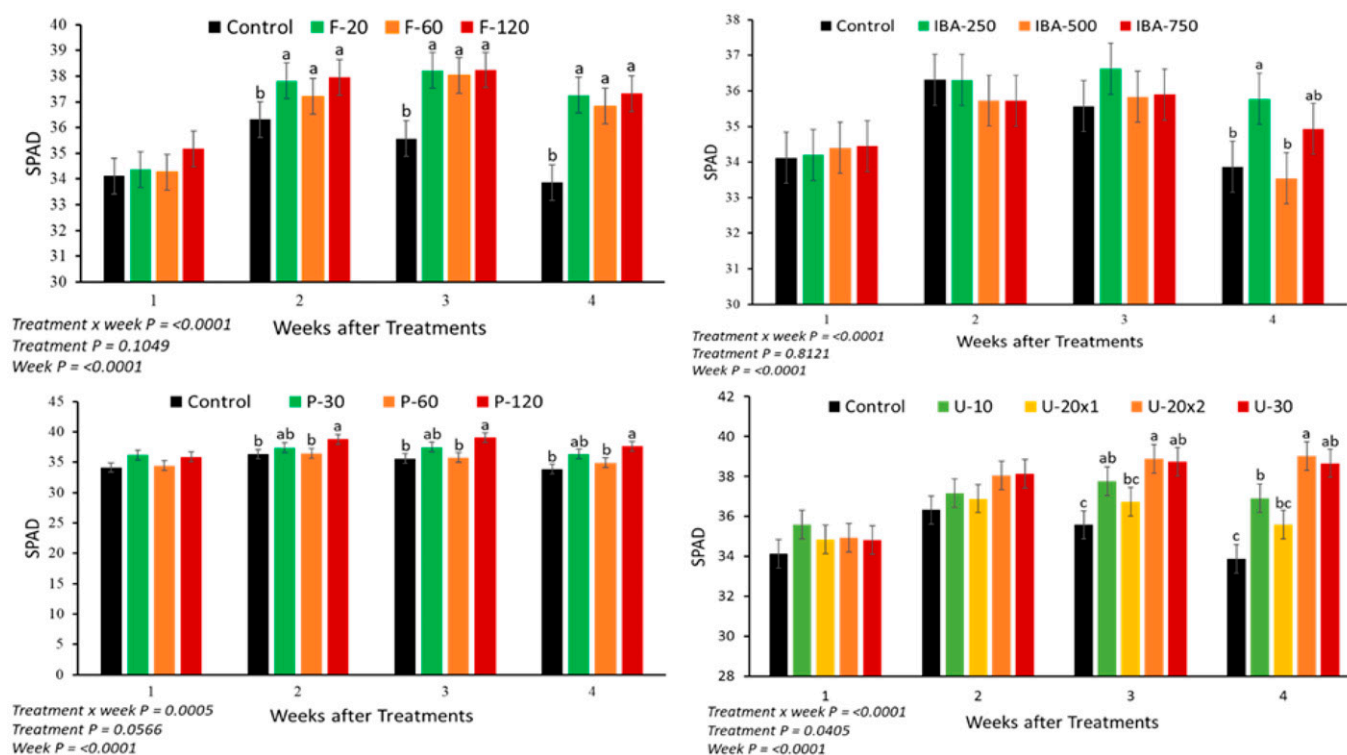 Control F-20 F-60 F-120
40
39
38
37
36
35
34
33
32
31
30
SPAD
b a a a
b a a a
b a a a
1 2 3 4
Weeks after Treatments
Treatment x week P = <0.0001
Treatment P = 0.1049
Week P = <0.0001
Control IBA-250 IBA-500 IBA-750
38
37
36
35
34
33
32
31
30
SPAD
b a b ab
1 2 3 4
Weeks after Treatments
Treatment x week P = <0.0001
Treatment P = 0.8121
Week P = <0.0001
Control P-30 P-60 P-120
45
40
35
30
25
20
15
10
5
0
SPAD
b ab b a
b ab b a
b ab b a
1 2 3 4
Weeks after Treatments
Treatment x week P = 0.0005
Treatment P = 0.0566
Week P = <0.0001
Control U-10 U-20x1 U-20x2 U-30
42
40
38
36
34
32
30
28
SPAD
c ab bc a ab
c b bc a ab
1 2 3 4
Weeks after Treatments
Treatment x week P = <0.0001
Treatment P = 0.0405
Week P = <0.0001